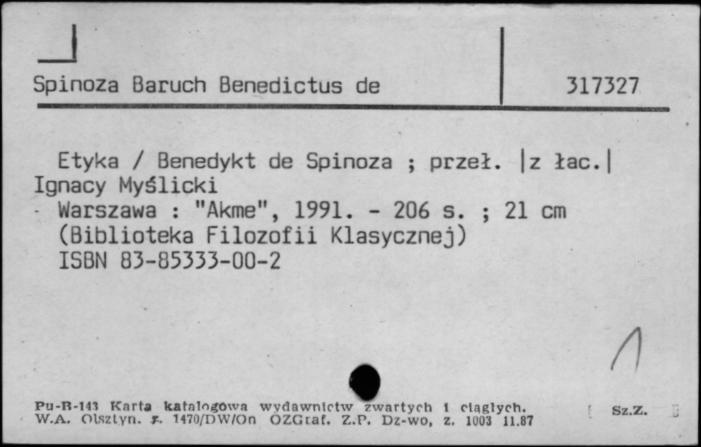 Spinoza Baruch Benedictus de 317327
Etyka / Benedykt de Spinoza ; przeł. |z łac.|
Ignacy Myślicki
Warszawa : "Akme", 1991. - 206 s. ; 21 cm
(Biblioteka Filozofii Klasycznej)
ISBN 83-85333-00-2
1
Pu-B-143 Karta katalogowa wydawnictw zwartych i ciągłych. Sz.Z.
W.A. Olsztyn. z. 1470/DW/On OZGraf. Z.P. Dz-wo, z. 1003 11.87